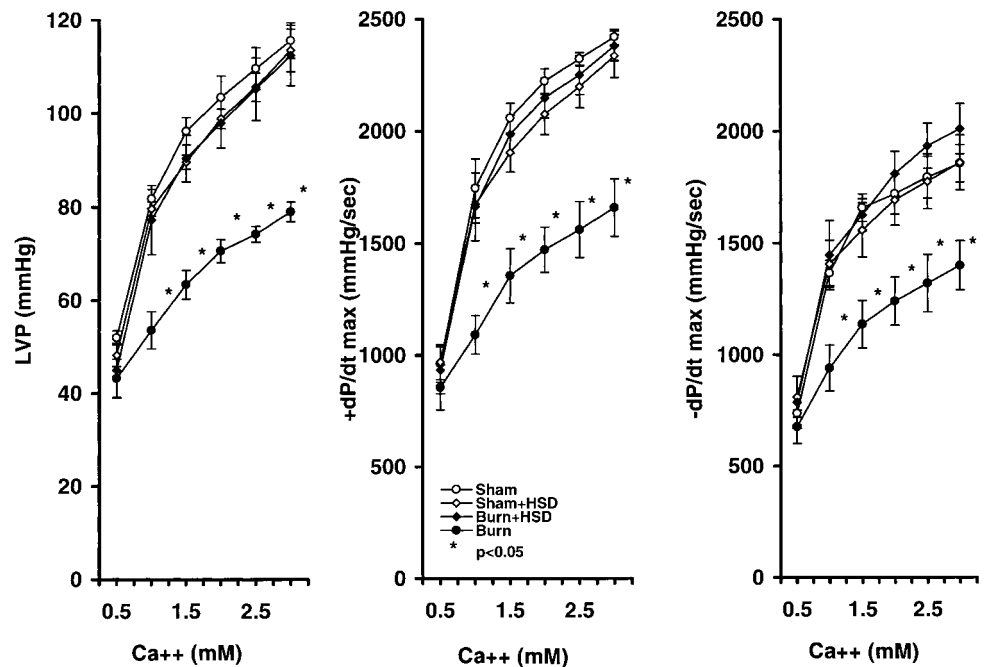 120
100
80
60
40
20
0
LVP (mmHg)
0.5 1.5 2.5
Ca++ (mM)
* * * * *
2500
2000
1500
1000
500
0
+dP/dt max (mmHg/sec)
0.5 1.5 2.5
Ca++ (mM)
* * * * *
Sham
Sham+HSD
Burn+HSD
Burn
* p<0.05
2500
2000
1500
1000
500
0
-dP/dt max (mmHg/sec)
0.5 1.5 2.5
Ca++ (mM)
* * * * *